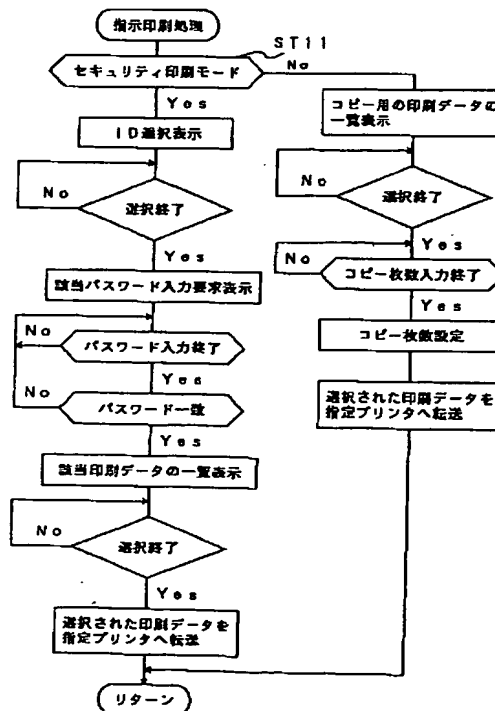 指示印刷処理
ST11
セキュリティ印刷モード
No
Yes
ID選択表示
No
選択終了
Yes
該当パスワード入力要求表示
No
パスワード入力終了
Yes
No
パスワード一致
Yes
該当印刷データの一覧表示
No
選択終了
Yes
選択された印刷データを
指定プリンタへ転送
コピー用の印刷データの
一覧表示
No
選択終了
Yes
No
コピー枚数入力終了
Yes
コピー枚数設定
選択された印刷データを
指定プリンタへ転送
リターン